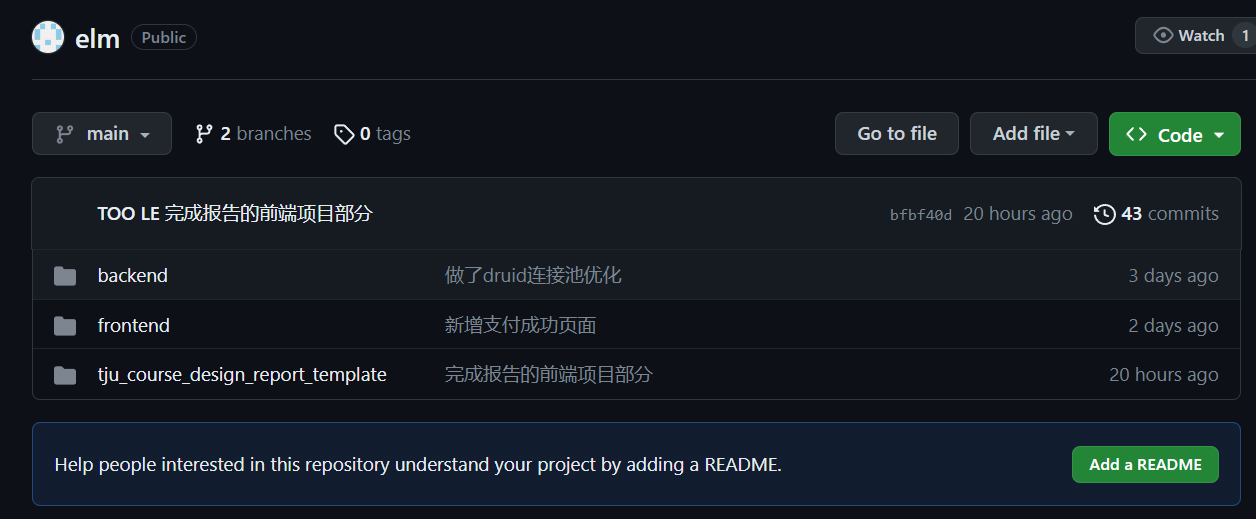 elm Public Watch 1
main 2 branches 0 tags Go to file Add file Code
TOO LE 完成报告的前端项目部分 bfbf40d 20 hours ago 43 commits
backend 做了druid连接池优化 3 days ago
frontend 新增支付成功页面 2 days ago
tju_course_design_report_template 完成报告的前端项目部分 20 hours ago
Help people interested in this repository understand your project by adding a README. Add a README